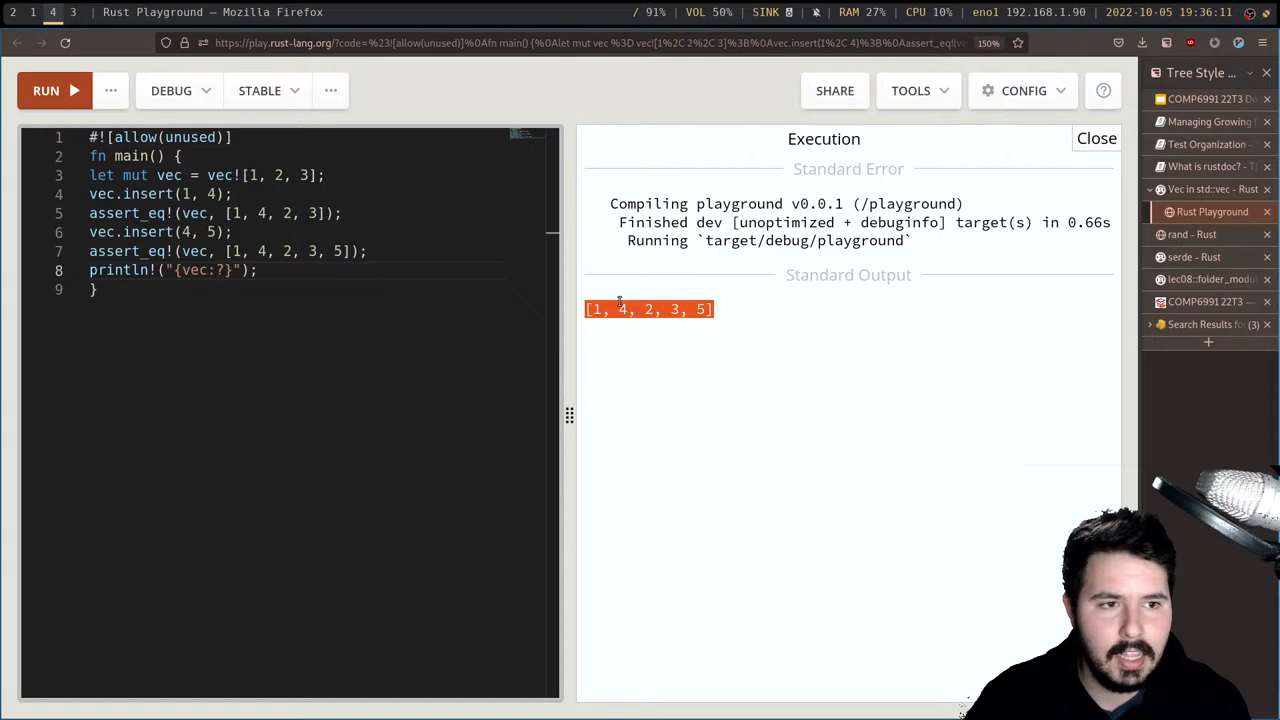 2 1 4 3 Rust Playground — Mozilla Firefox / 91% | VOL 50% | SINK | RAM 27% | CPU 10% | eno1 192.168.1.90 | 2022-10-05 19:36:11
https://play.rust-lang.org/?code=%23![allow(unused)]%0Afn main() {%0Alet mut vec %3D vec![1%2C 2%2C 3]%3B%0Avec.insert(1%2C 4)%3B%0Aassert_eq!(ve 150%
Tree Style ...
RUN ... DEBUG STABLE ... SHARE TOOLS CONFIG ?
COMP6991 22T3 Do
Managing Growing P
Test Organization -
What is rustdoc? - T
Vec in std::vec - Rust
Rust Playground
rand - Rust
serde - Rust
lec08::folder_modu
COMP6991 22T3 —
Search Results fo (3)
+
1 #![allow(unused)]
2 fn main() {
3 let mut vec = vec![1, 2, 3];
4 vec.insert(1, 4);
5 assert_eq!(vec, [1, 4, 2, 3]);
6 vec.insert(4, 5);
7 assert_eq!(vec, [1, 4, 2, 3, 5]);
8 println!("{vec:?}");
9 }
Execution
Close
Standard Error
Compiling playground v0.0.1 (/playground)
Finished dev [unoptimized + debuginfo] target(s) in 0.66s
Running `target/debug/playground`
Standard Output
[1, 4, 2, 3, 5]